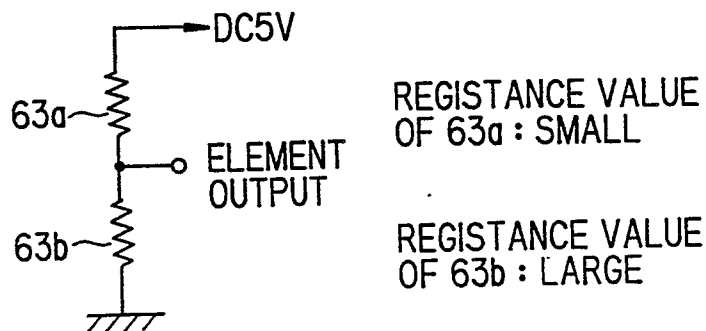 DC5V
63a
REGISTANCE VALUE
OF 63a : SMALL
ELEMENT
OUTPUT
63b
REGISTANCE VALUE
OF 63b : LARGE